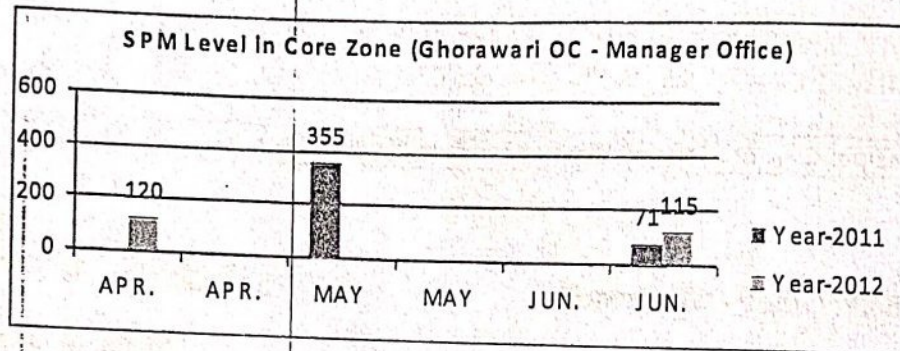 SPM Level in Core Zone (Ghorawari OC - Manager Office)
600
400
200
0
120
355
71
115
APR.
APR.
MAY
MAY
JUN.
JUN.
Year-2011
Year-2012